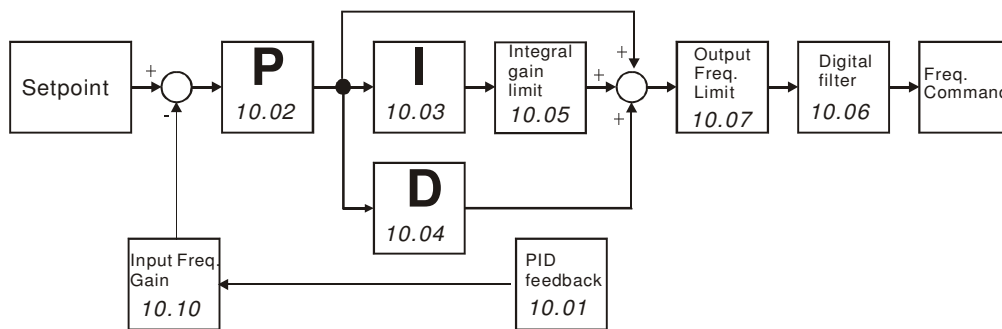 Setpoint
+
-
P
10.02
I
10.03
Integral
gain
limit
10.05
+
+
+
Output
Freq.
Limit
10.07
Digital
filter
10.06
Freq.
Command
D
10.04
Input Freq.
Gain
10.10
PID
feedback
10.01